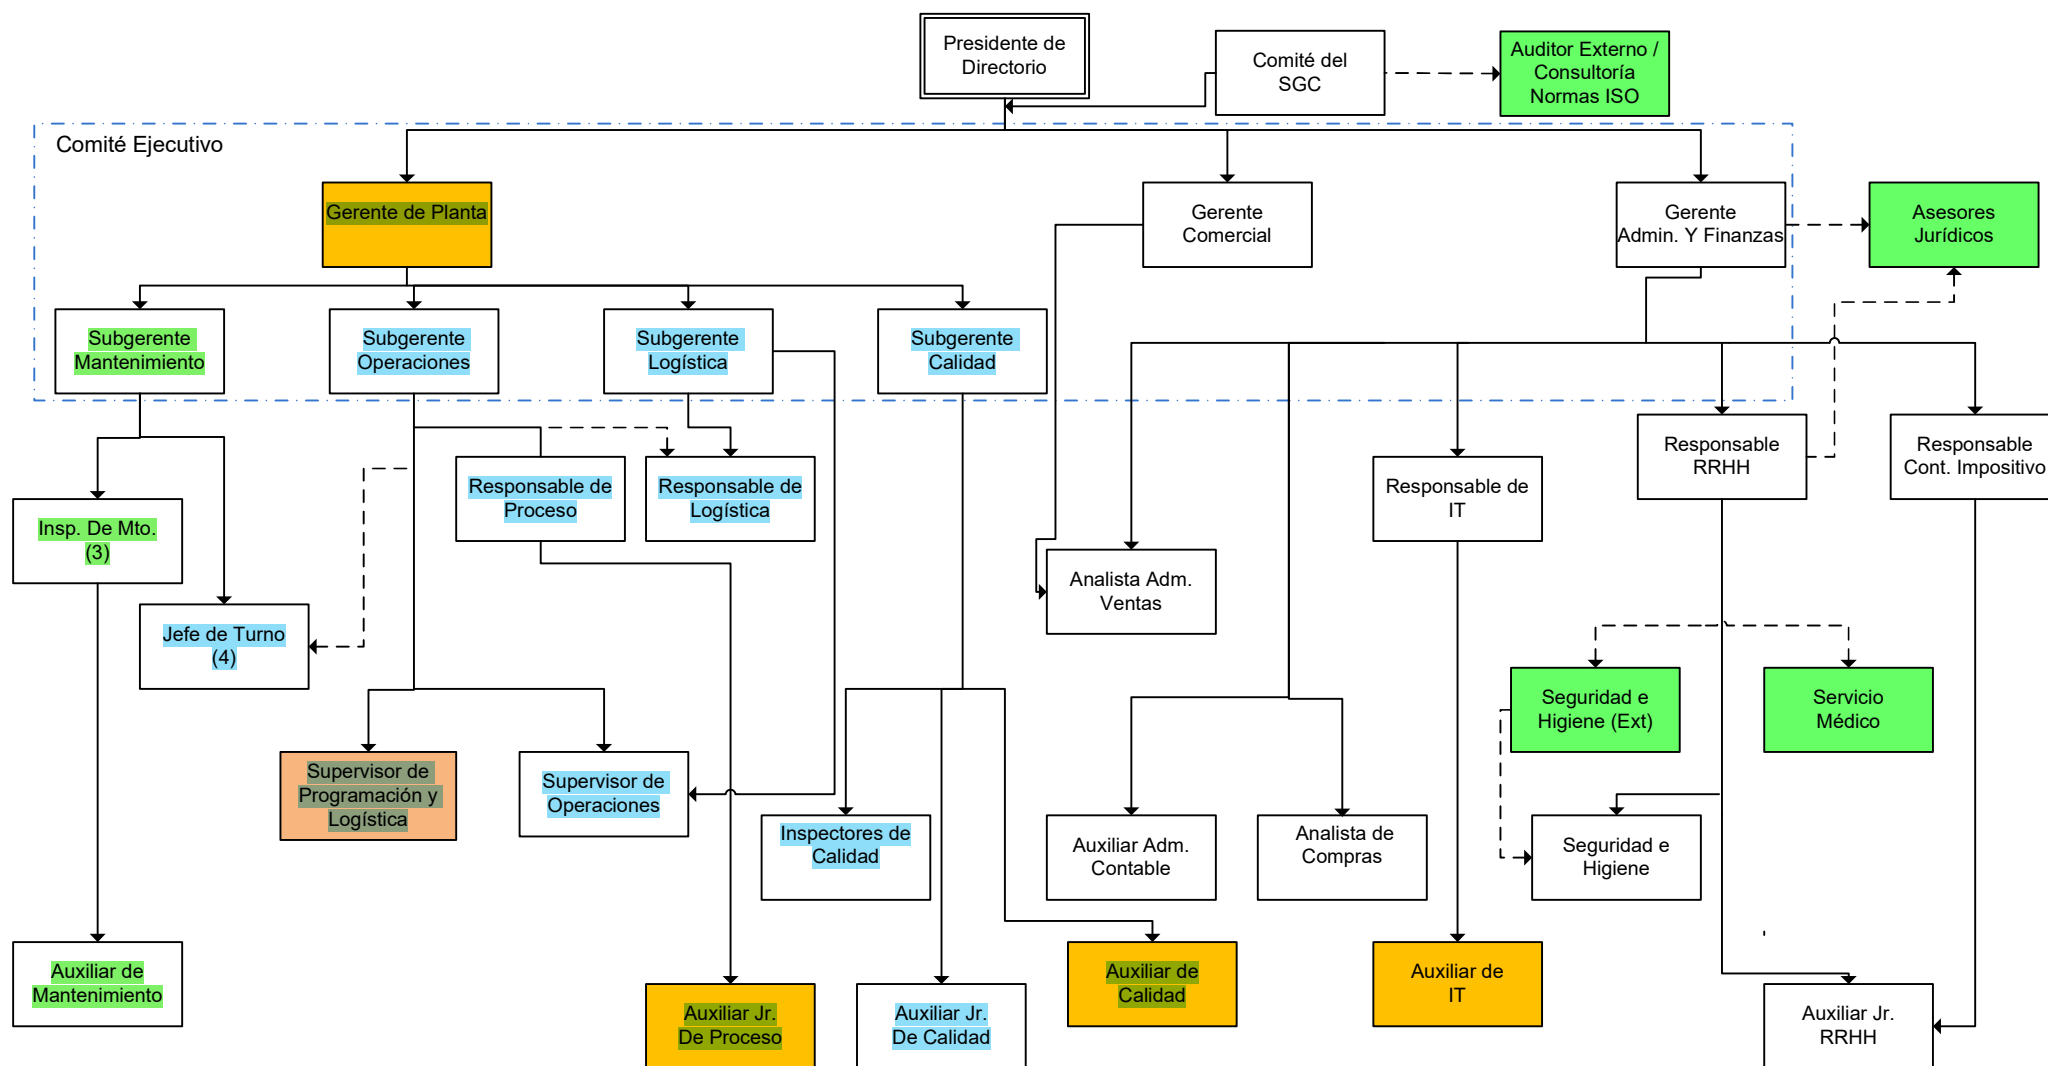 Presidente de
Directorio
Comité del
SGC
Auditor Externo /
Consultoría
Normas ISO
Comité Ejecutivo
Gerente de Planta
Gerente
Comercial
Gerente
Admin. Y Finanzas
Asesores
Jurídicos
Subgerente
Mantenimiento
Subgerente
Operaciones
Subgerente
Logística
Subgerente
Calidad
Responsable
RRHH
Responsable
Cont. Impositivo
Responsable de
Proceso
Responsable de
Logística
Responsable de
IT
Insp. De Mto.
(3)
Analista Adm.
Ventas
Jefe de Turno
(4)
Seguridad e
Higiene (Ext)
Servicio
Médico
Supervisor de
Programación y
Logística
Supervisor de
Operaciones
Inspectores de
Calidad
Auxiliar Adm.
Contable
Analista de
Compras
Seguridad e
Higiene
Auxiliar de
Mantenimiento
Auxiliar de
Calidad
Auxiliar de
IT
Auxiliar Jr.
De Proceso
Auxiliar Jr.
De Calidad
Auxiliar Jr.
RRHH